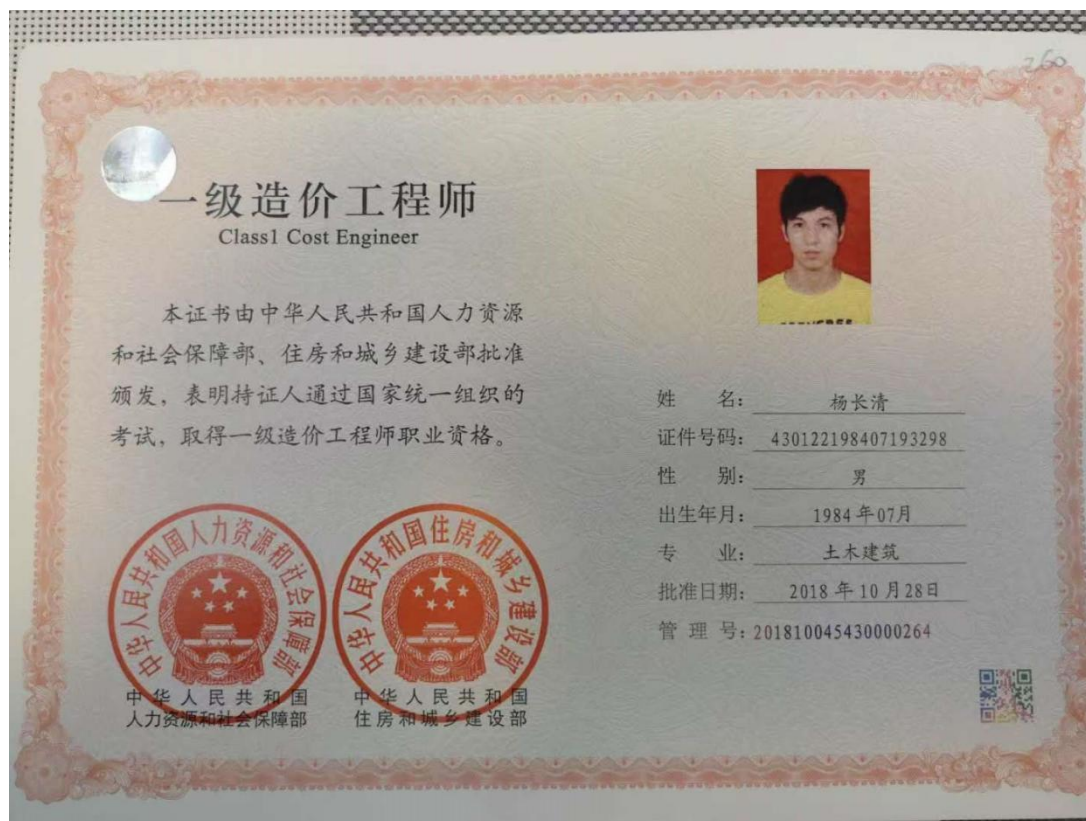 260
一级造价工程师
Class1 Cost Engineer
本证书由中华人民共和国人力资源
和社会保障部、住房和城乡建设部批准
颁发，表明持证人通过国家统一组织的
考试，取得一级造价工程师职业资格。
姓 名：杨长清
证件号码：430122198407193298
性 别：男
出生年月：1984年07月
专 业：土木建筑
批准日期：2018年10月28日
管 理 号：201810045430000264
中华人民共和国人力资源和社会保障部
中华人民共和国住房和城乡建设部
中华人民共和国
人力资源和社会保障部
中华人民共和国
住房和城乡建设部